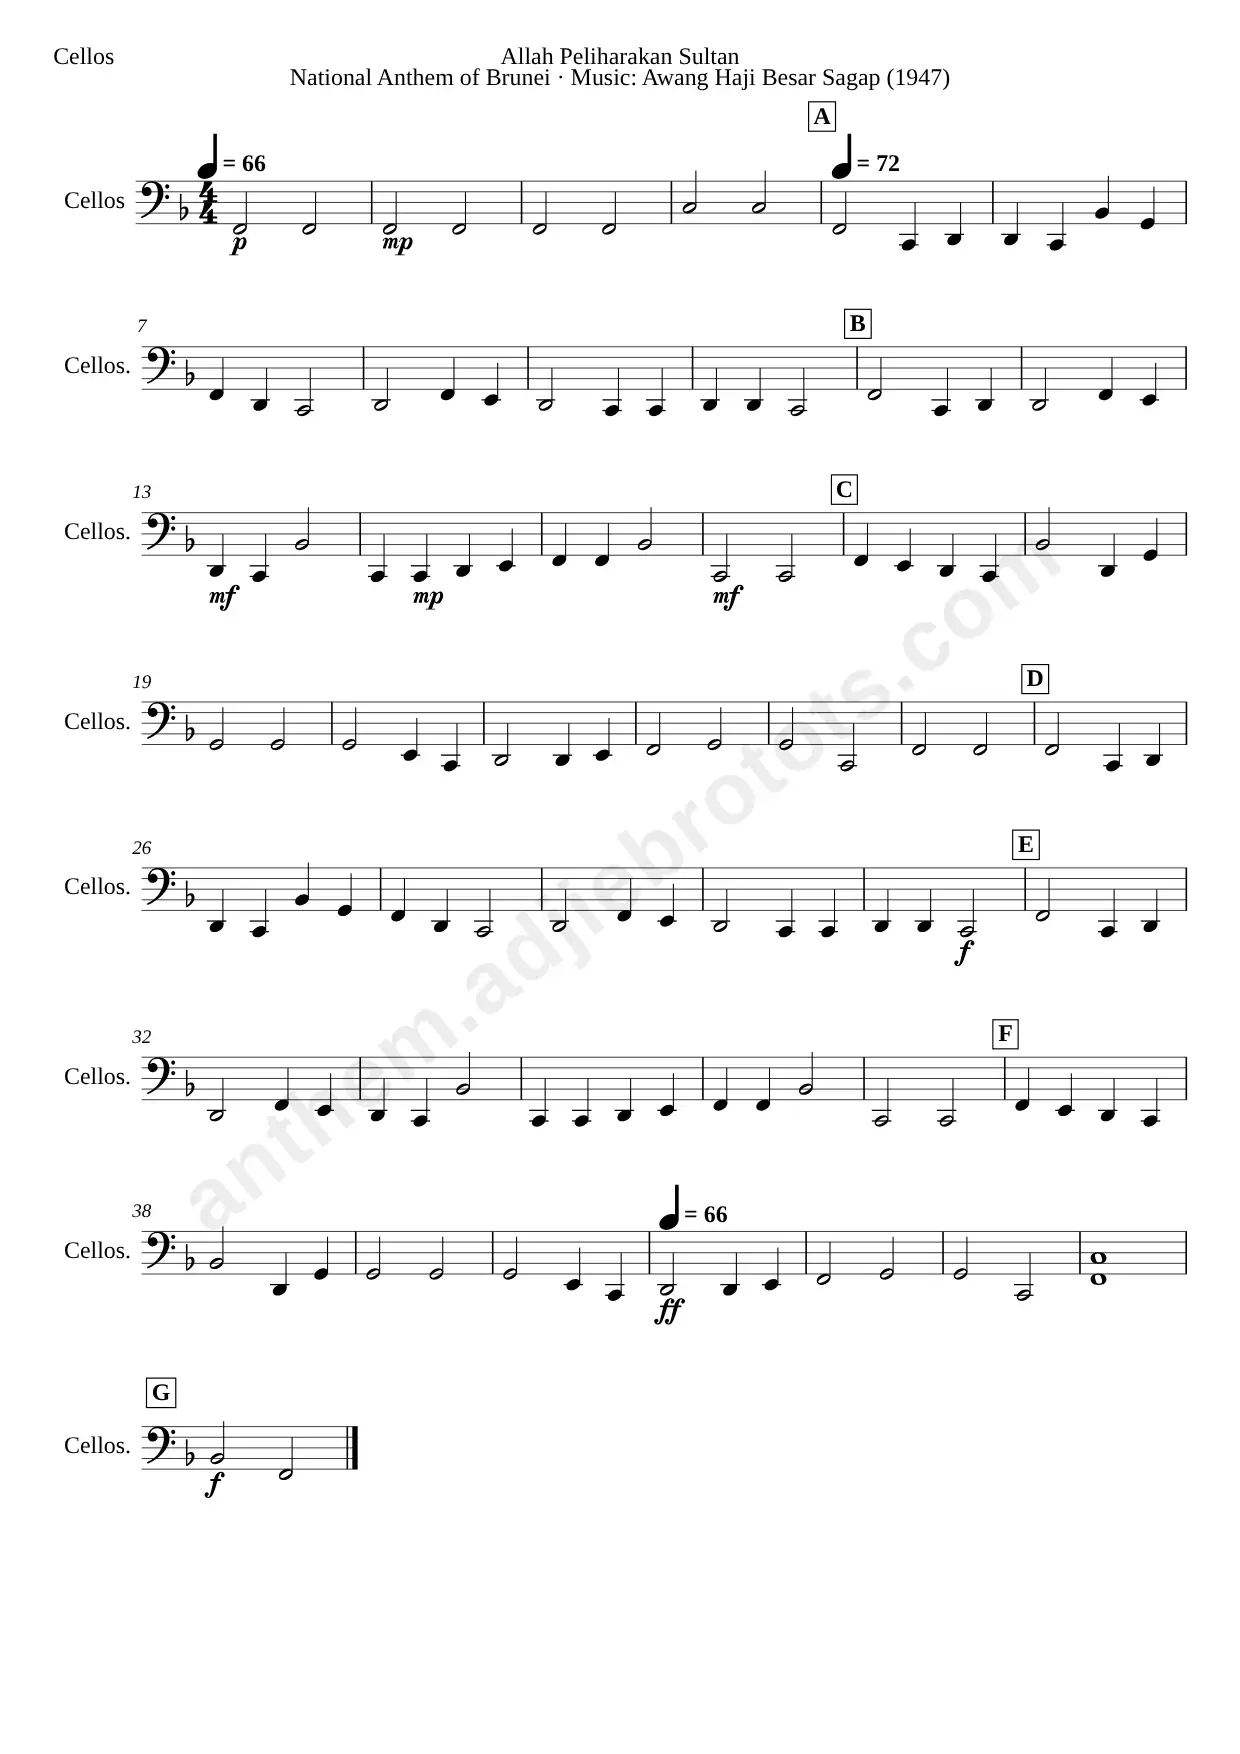 Cellos
Allah Peliharakan Sultan
National Anthem of Brunei · Music: Awang Haji Besar Sagap (1947)
A
= 66
= 72
Cellos
4
4
p
mp
7
B
Cellos.
13
C
Cellos.
mf
mp
mf
19
D
Cellos.
26
E
Cellos.
f
32
F
Cellos.
38
= 66
Cellos.
ff
G
Cellos.
f
anthem.adjiebrotots.com